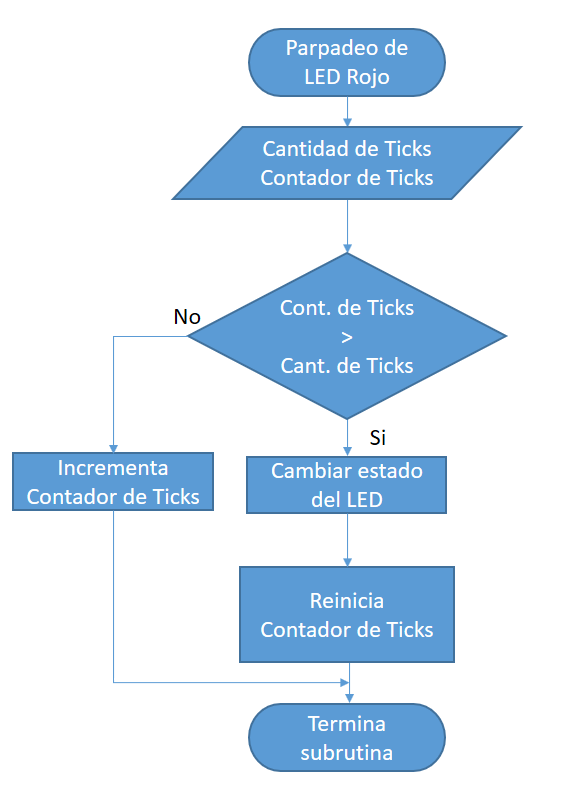 Parpadeo de
LED Rojo
Cantidad de Ticks
Contador de Ticks
Cont. de Ticks
>
Cant. de Ticks
No
Si
Incrementa
Contador de Ticks
Cambiar estado
del LED
Reinicia
Contador de Ticks
Termina
subrutina